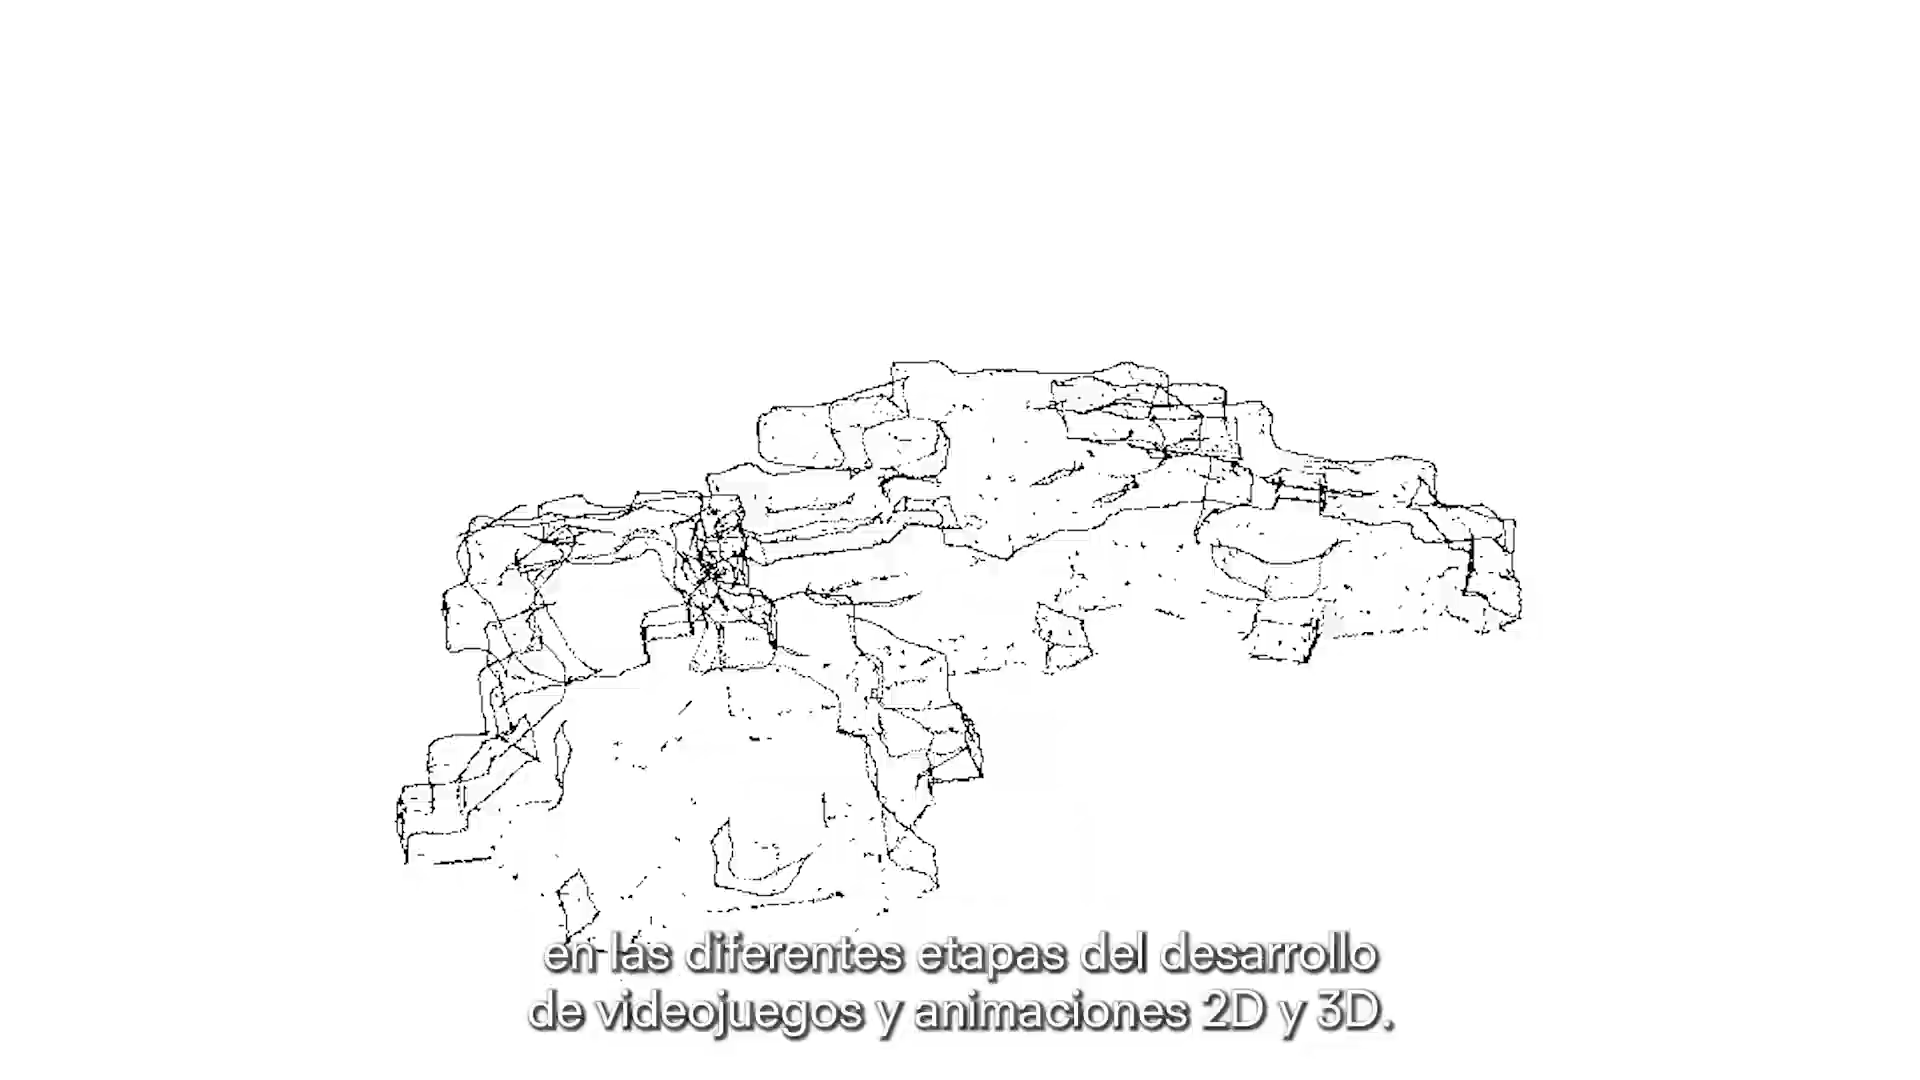 en las diferentes etapas del desarrollo
de videojuegos y animaciones 2D y 3D.